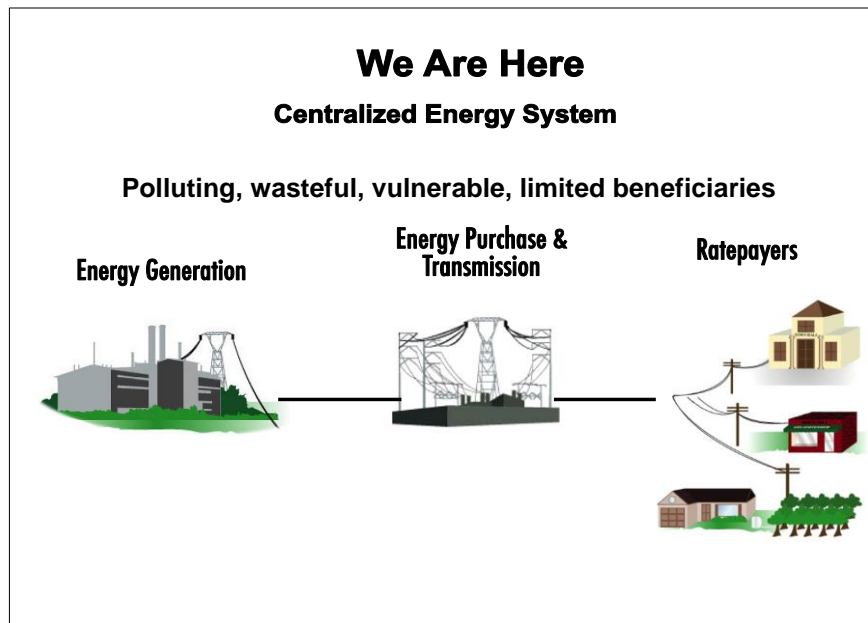 We Are Here
Centralized Energy System
Polluting, wasteful, vulnerable, limited beneficiaries
Energy Generation
Energy Purchase &
Transmission
Ratepayers